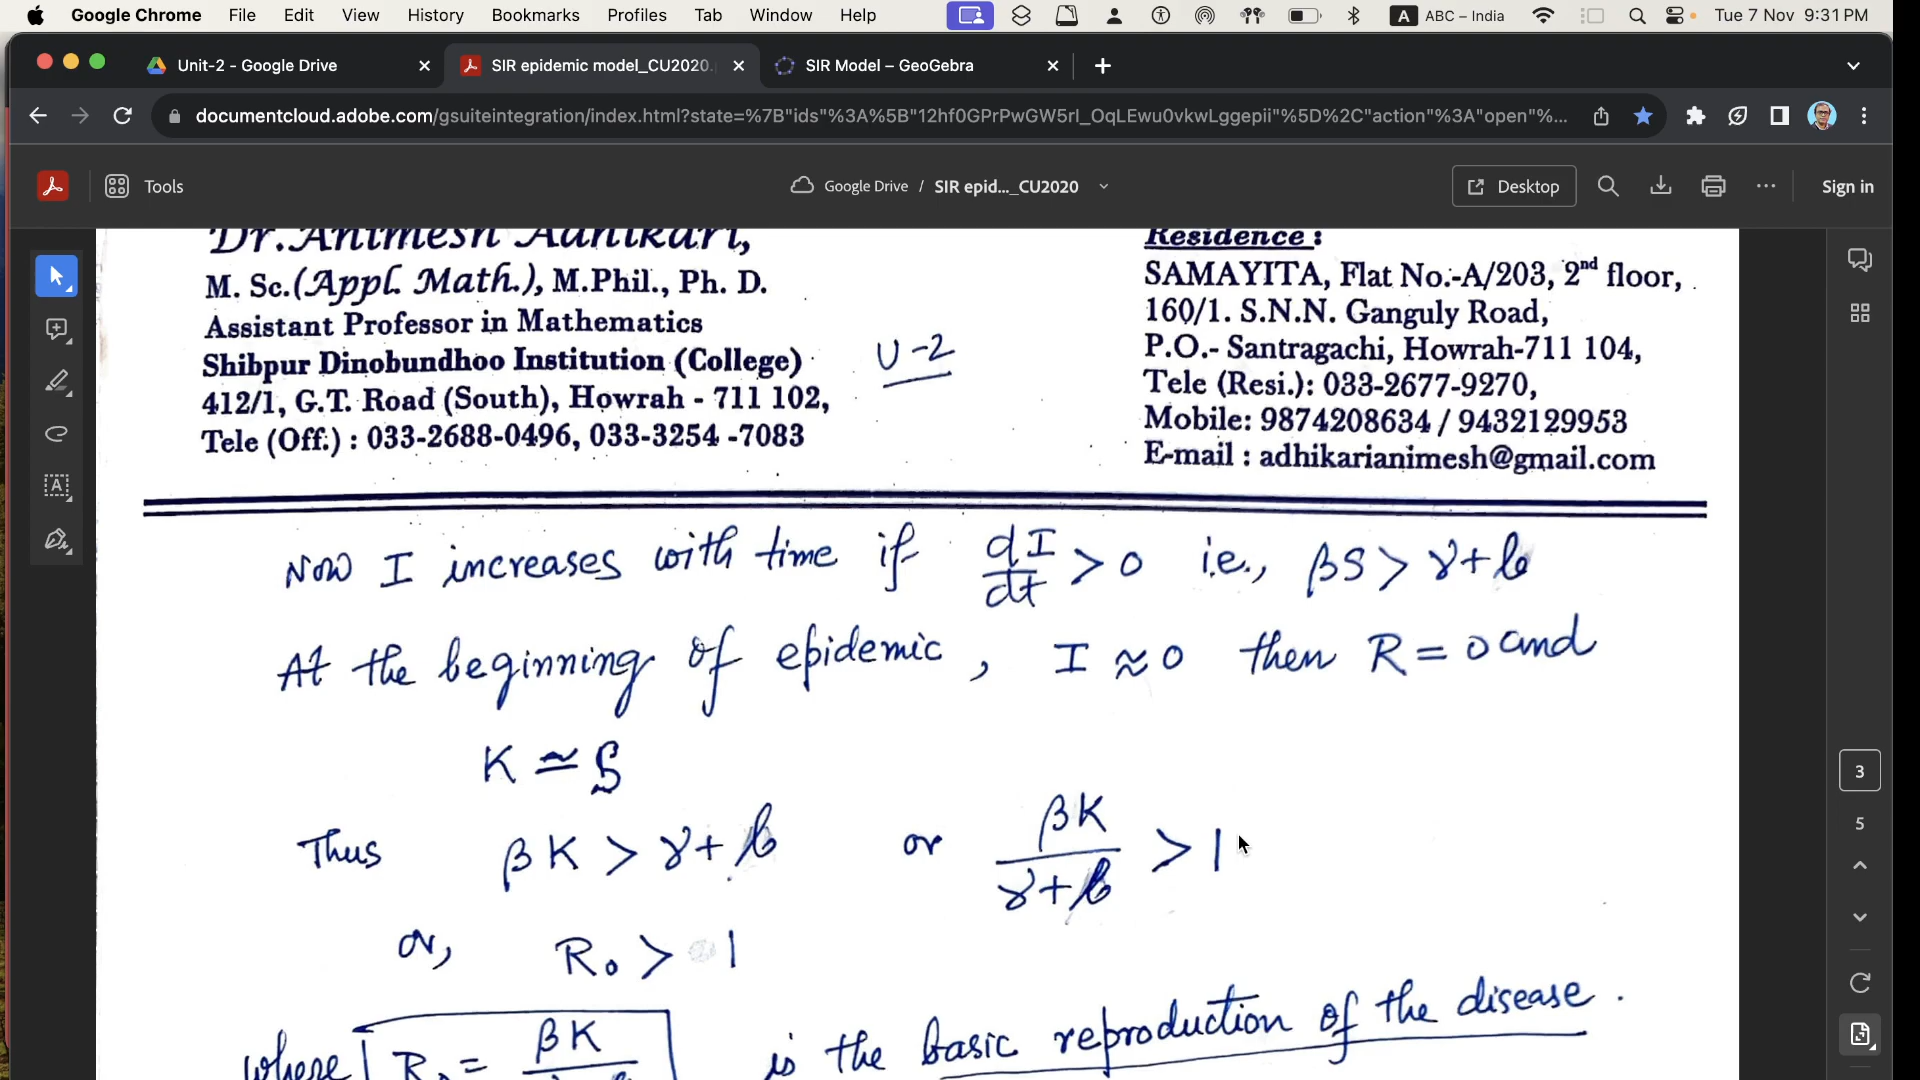 Google Chrome File Edit View History Bookmarks Profiles Tab Window Help A ABC – India Tue 7 Nov 9:31 PM
Unit-2 - Google Drive SIR epidemic model_CU2020.p SIR Model – GeoGebra
documentcloud.adobe.com/gsuiteintegration/index.html?state=%7B"ids"%3A%5B"12hf0GPrPwGW5rl_OqLEwu0vkwLggepii"%5D%2C"action"%3A"open"%...
Tools Google Drive / SIR epid..._CU2020 Desktop Sign in
Dr.Animesh Adhikari,
M. Sc.(Appl. Math.), M.Phil., Ph. D.
Assistant Professor in Mathematics
Shibpur Dinobundhoo Institution (College)
412/1, G.T. Road (South), Howrah - 711 102,
Tele (Off.) : 033-2688-0496, 033-3254 -7083
U-2
Residence :
SAMAYITA, Flat No.-A/203, 2nd floor,
160/1. S.N.N. Ganguly Road,
P.O.- Santragachi, Howrah-711 104,
Tele (Resi.): 033-2677-9270,
Mobile: 9874208634 / 9432129953
E-mail : adhikarianimesh@gmail.com
Now I increases with time if dI/dt > 0 i.e., βS > γ + b
At the beginning of epidemic, I ≈ 0 then R = 0 and
K ≃ S
Thus βK > γ + b or βK/(γ + b) > 1
or, R₀ > 1
where R₀ = βK is the basic reproduction of the disease.
3
5